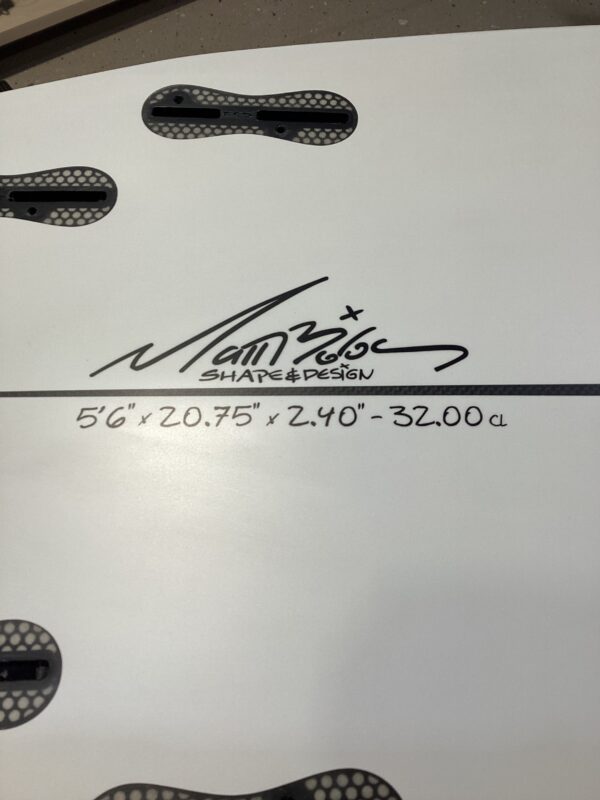 Matt Biolos
SHAPE & DESIGN
5'6" x 20.75" x 2.40" - 32.00 CL